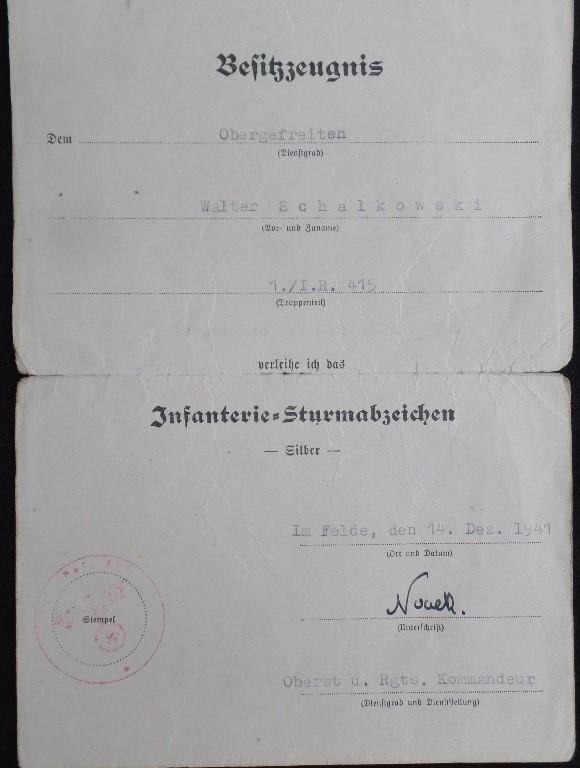 Besitzzeugnis
Dem Obergefreiten
(Dienstgrad)
Walter Schalkowski
(Vor- und Zuname)
1./I.R. 415
(Truppenteil)
verleihe ich das
Infanterie=Sturmabzeichen
— Silber —
Im Felde, den 14. Dez. 1941
(Ort und Datum)
(Unterschrift)
Stempel
Oberst u. Rgts. Kommandeur
(Dienstgrad und Dienststellung)